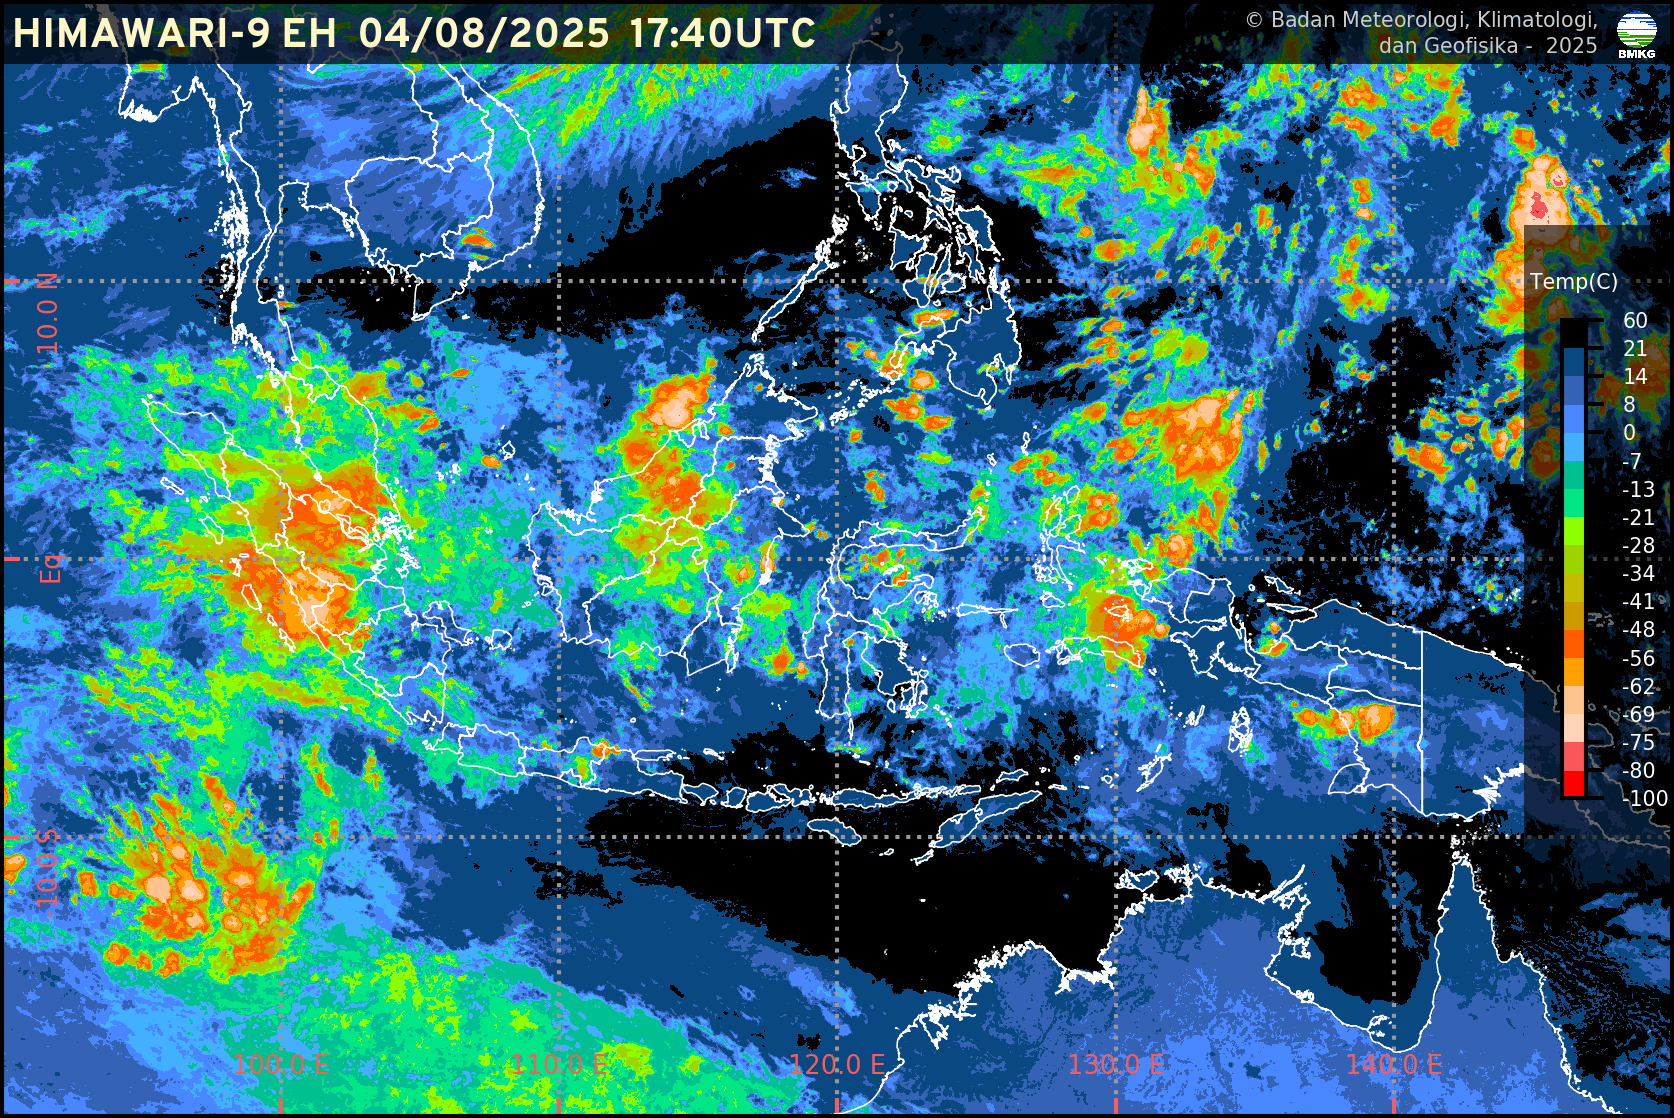 HIMAWARI-9 EH 04/08/2025 17:40UTC
© Badan Meteorologi, Klimatologi,
dan Geofisika - 2025
BMKG
10.0 N
Eq
-10.0 S
100.0 E
110.0 E
120.0 E
130.0 E
140.0 E
Temp(C)
60
21
14
8
0
-7
-13
-21
-28
-34
-41
-48
-56
-62
-69
-75
-80
-100